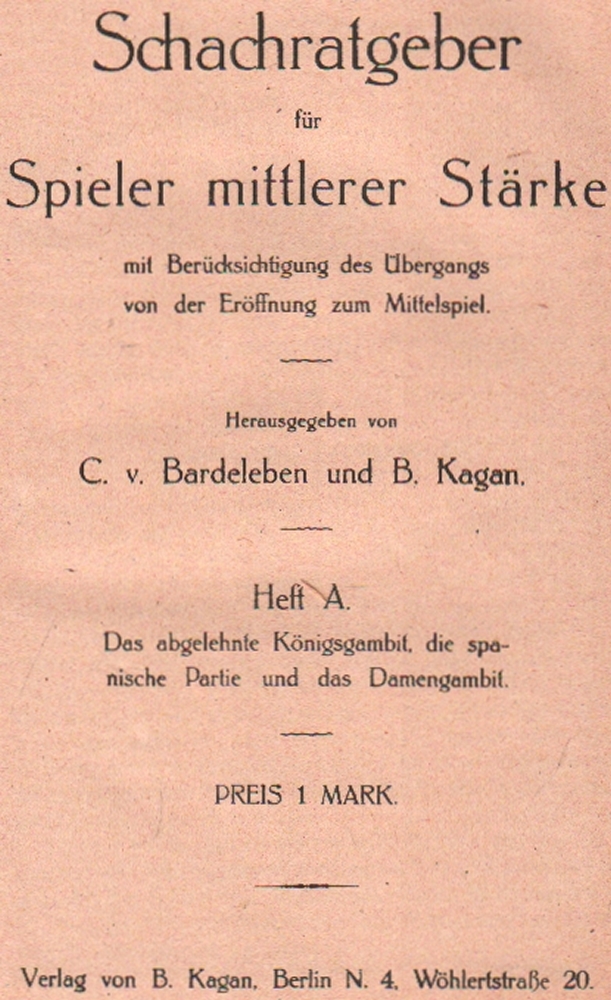 Schachratgeber
für
Spieler mittlerer Stärke
mit Berücksichtigung des Übergangs
von der Eröffnung zum Mittelspiel.
Herausgegeben von
C. v. Bardeleben und B. Kagan.
Heft A.
Das abgelehnte Königsgambit, die spa-
nische Partie und das Damengambit.
PREIS 1 MARK.
Verlag von B. Kagan, Berlin N. 4, Wöhlertstraße 20.